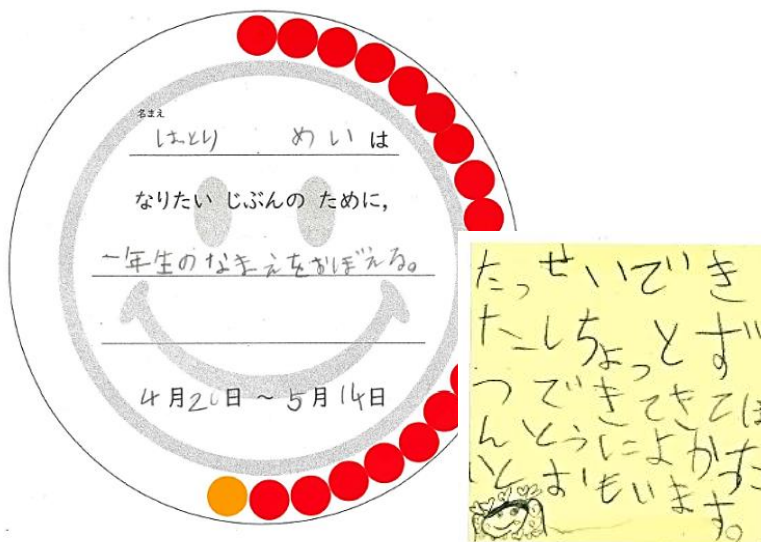 名まえ
はっとり めい は
なりたい じぶんの ために,
一年生のなまえをおぼえる。
4月20日 ~ 5月14日
たっせいでき
たしちょっとず
つできてきてほ
んとうによかった
とおもいます。